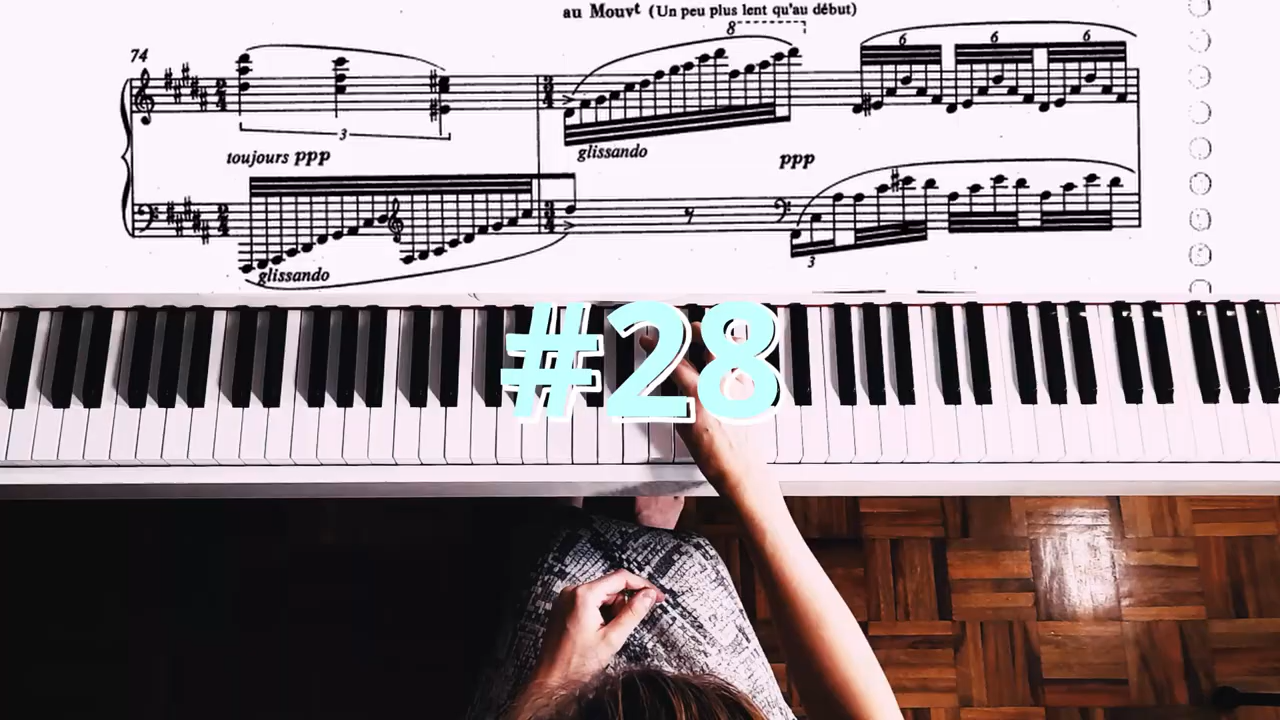 au Mouvt (Un peu plus lent qu'au début)
8
74
6 6 6
3
glissando
toujours ppp
ppp
glissando
3
#28